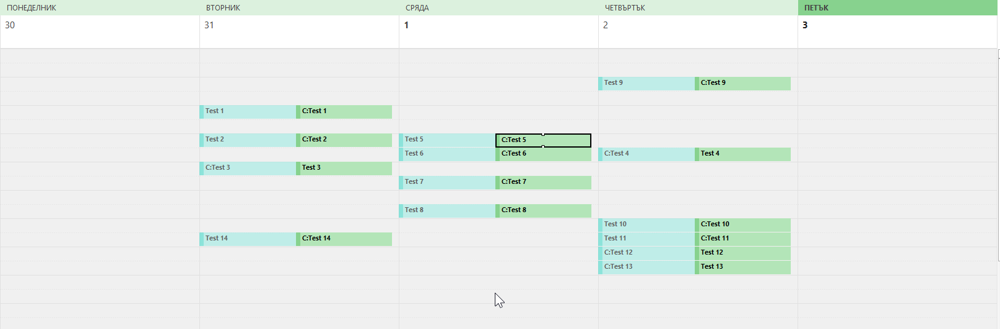 ПОНЕДЕЛНИК ВТОРНИК СРЯДА ЧЕТВЪРТЪК ПЕТЪК
30 31 1 2 3
Test 9 C:Test 9
Test 1 C:Test 1
Test 2 C:Test 2 Test 5 C:Test 5
Test 6 C:Test 6 C:Test 4 Test 4
C:Test 3 Test 3
Test 7 C:Test 7
Test 8 C:Test 8
Test 10 C:Test 10
Test 14 C:Test 14 Test 11 C:Test 11
C:Test 12 Test 12
C:Test 13 Test 13